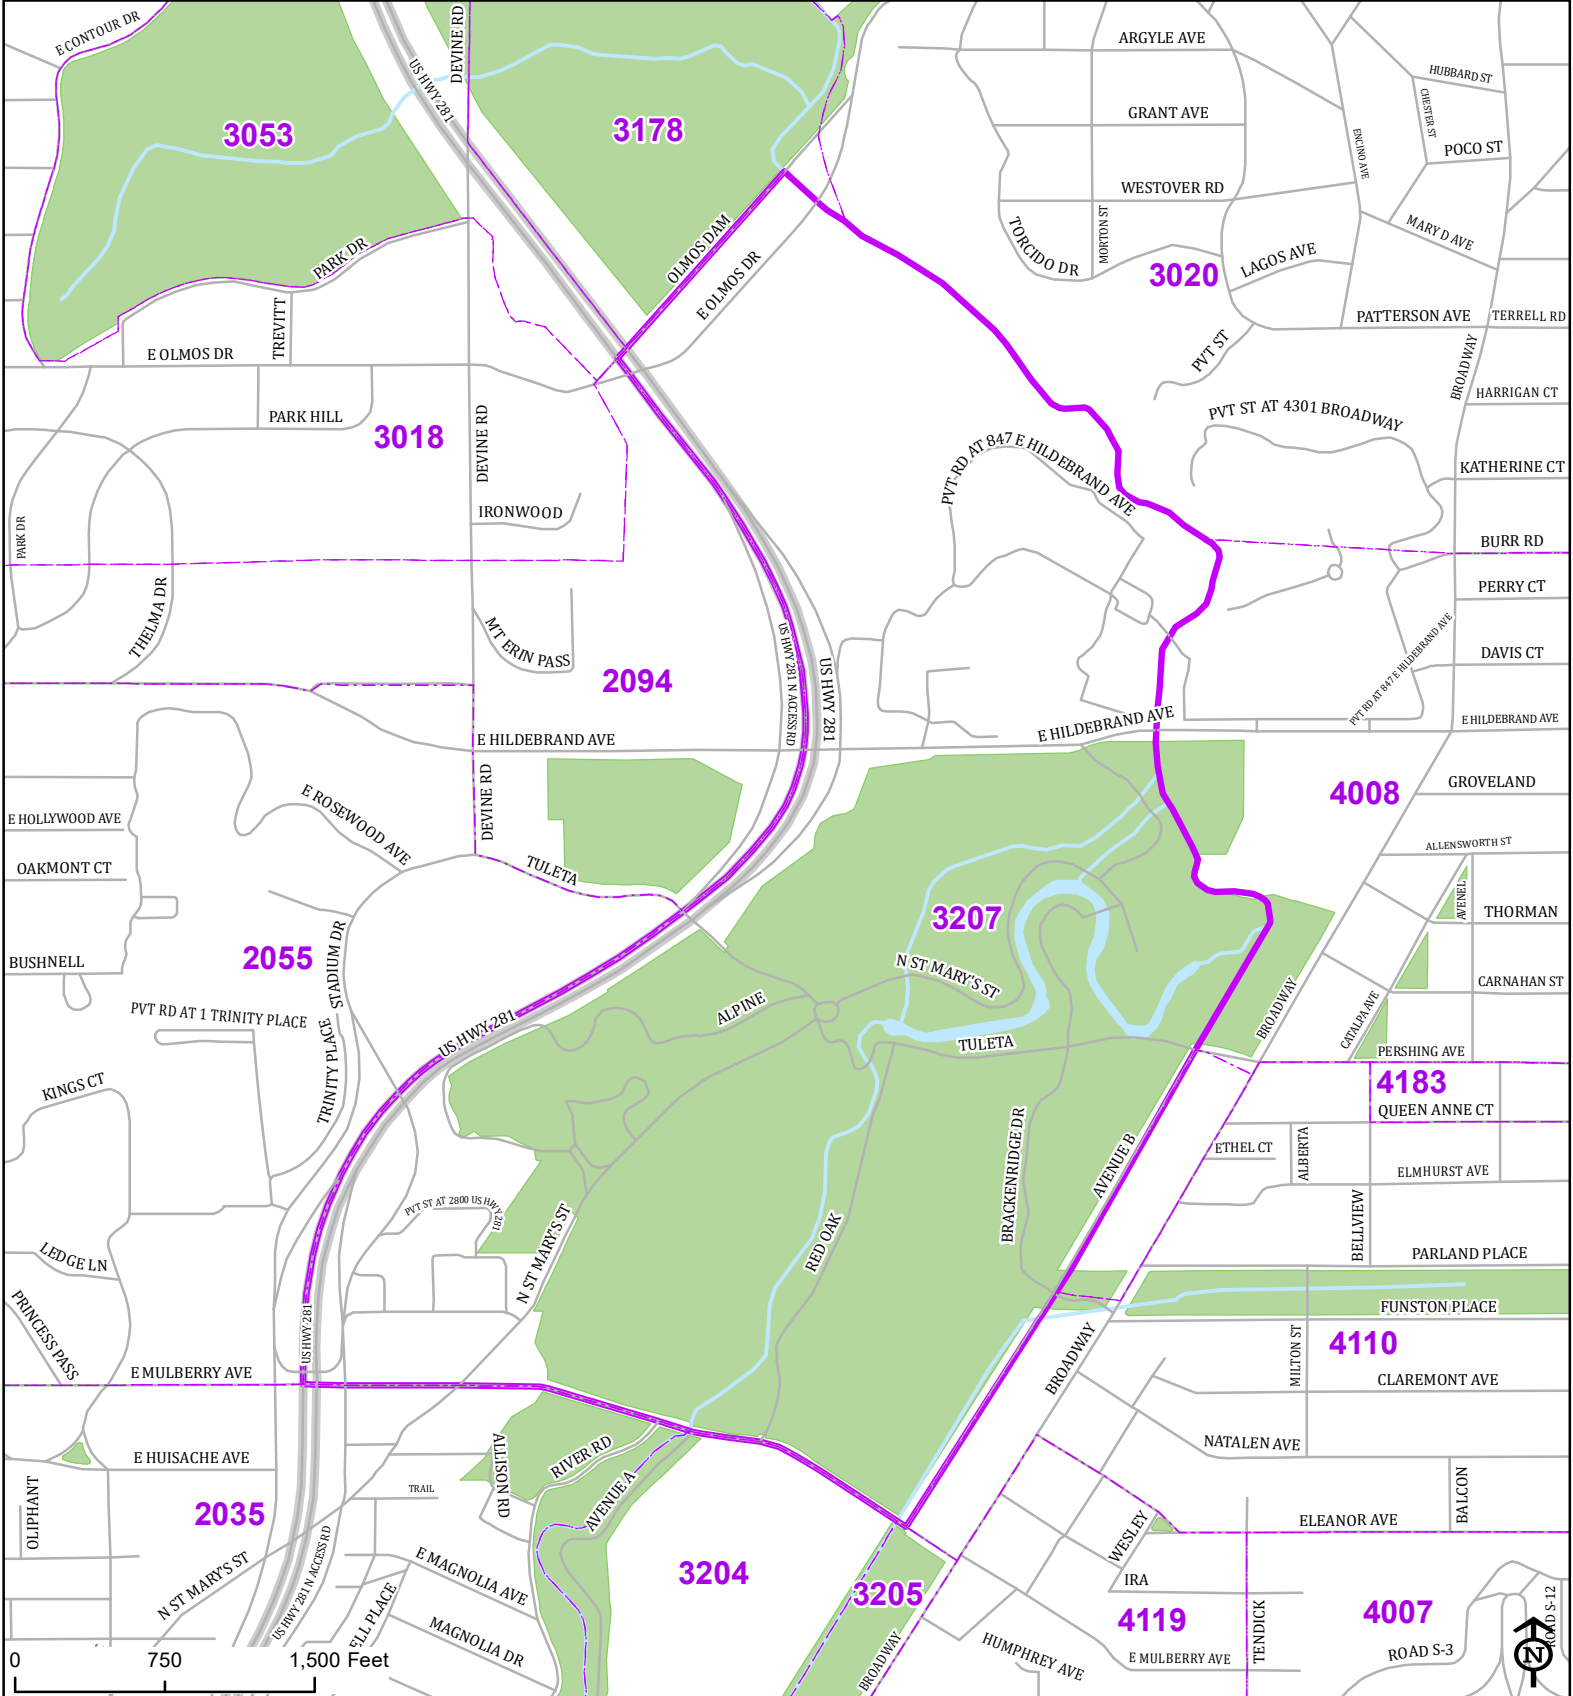 E CONTOUR DR
DEVINE RD
US HWY 281
ARGYLE AVE
HUBBARD ST
CHESTER ST
3053
3178
GRANT AVE
ENCINO AVE
POCO ST
WESTOVER RD
MORTON ST
TORCIDO DR
MARY D AVE
OLMOS DAM
PARK DR
3020
LAGOS AVE
E OLMOS DR
TREVITT
PATTERSON AVE
TERRELL RD
E OLMOS DR
PVT ST
BROADWAY
HARRIGAN CT
PARK HILL
3018
DEVINE RD
PVT ST AT 4301 BROADWAY
PVT RD AT 847 E HILDEBRAND AVE
KATHERINE CT
IRONWOOD
PARK DR
BURR RD
PERRY CT
THELMA DR
MT ERIN PASS
DAVIS CT
2094
US HWY 281 N ACCESS RD
US HWY 281
PVT RD AT 847 E HILDEBRAND AVE
E HILDEBRAND AVE
E HILDEBRAND AVE
E HILDEBRAND AVE
GROVELAND
4008
DEVINE RD
E ROSEWOOD AVE
E HOLLYWOOD AVE
ALLENSWORTH ST
OAKMONT CT
TULETA
AVENEL
THORMAN
3207
STADIUM DR
2055
BUSHNELL
N ST MARY'S ST
CARNAHAN ST
PVT RD AT 1 TRINITY PLACE
ALPINE
BROADWAY
CATALPA AVE
US HWY 281
TULETA
PERSHING AVE
TRINITY PLACE
KINGS CT
4183
QUEEN ANNE CT
BRACKENRIDGE DR
AVENUE B
ETHEL CT
ALBERTA
ELMHURST AVE
PVT ST AT 2800 US HWY 281
BELLVIEW
N ST MARY'S ST
RED OAK
PARLAND PLACE
LEDGE LN
PRINCESS PASS
US HWY 281
FUNSTON PLACE
MILTON ST
4110
BROADWAY
E MULBERRY AVE
CLAREMONT AVE
NATALEN AVE
E HUISACHE AVE
ALLISON RD
RIVER RD
TRAIL
AVENUE A
BALCON
OLIPHANT
2035
ELEANOR AVE
WESLEY
N ST MARY'S ST
US HWY 281 N ACCESS RD
E MAGNOLIA AVE
3204
3205
IRA
4119
TENDICK
4007
ROAD S-12
ELL PLACE
MAGNOLIA DR
BROADWAY
HUMPHREY AVE
E MULBERRY AVE
ROAD S-3
N
0 750 1,500 Feet